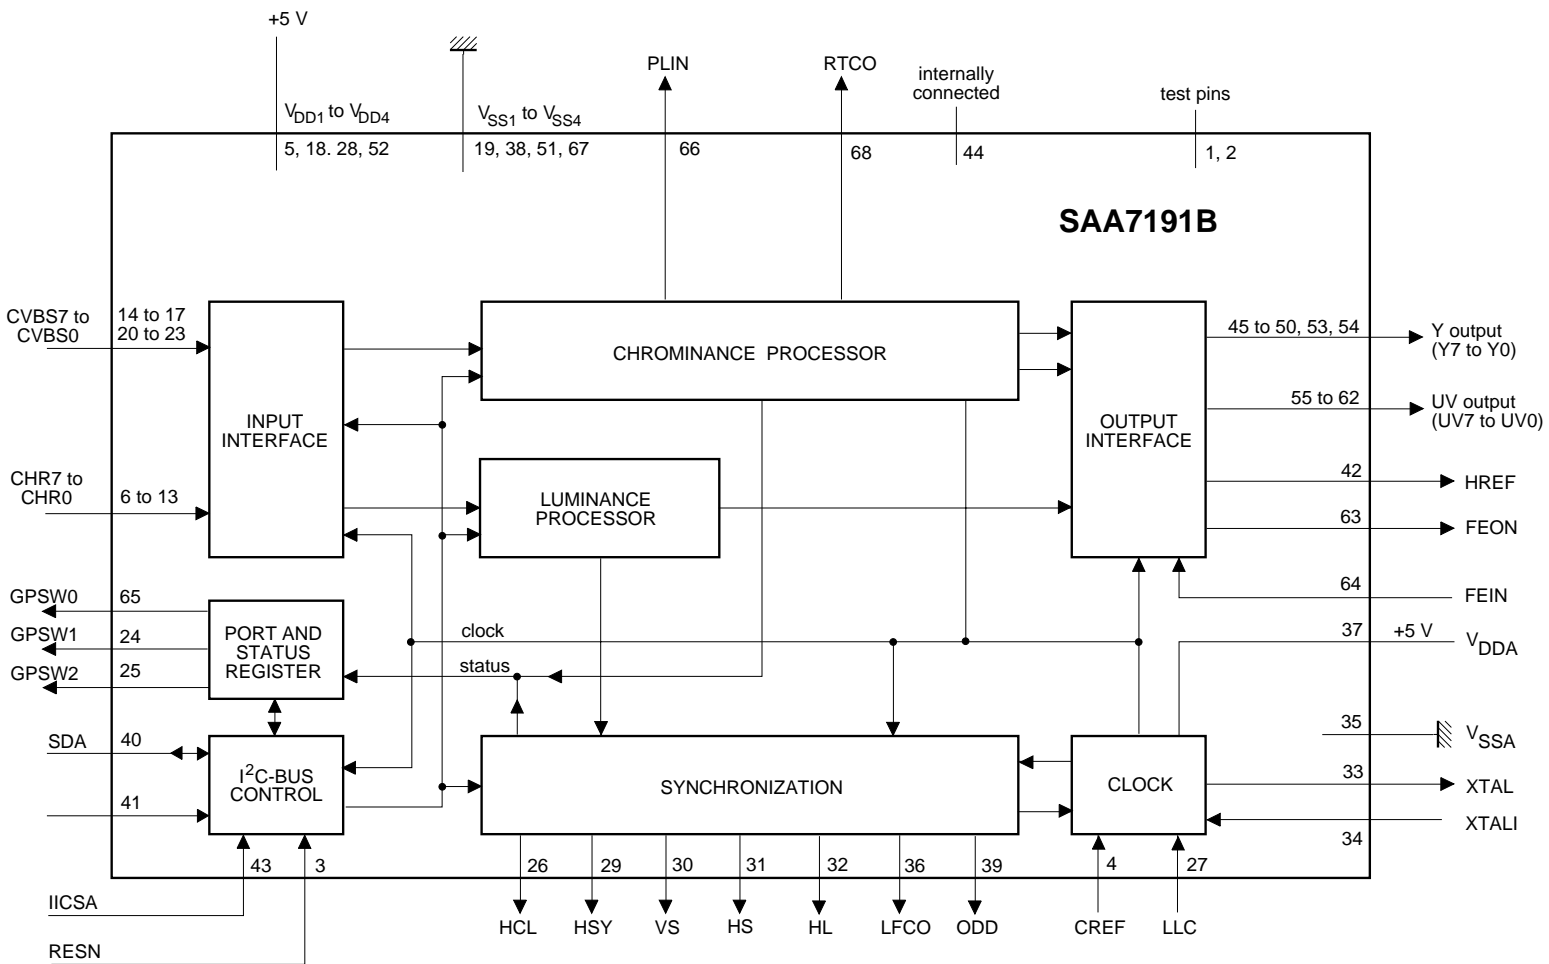 +5 V
PLIN
RTCO
internally
connected
test pins
VDD1 to VDD4
VSS1 to VSS4
5, 18. 28, 52
19, 38, 51, 67
66
68
44
1, 2
SAA7191B
CVBS7 to
CVBS0
14 to 17
20 to 23
INPUT
INTERFACE
CHROMINANCE PROCESSOR
OUTPUT
INTERFACE
45 to 50, 53, 54
Y output
(Y7 to Y0)
55 to 62
UV output
(UV7 to UV0)
CHR7 to
CHR0
6 to 13
LUMINANCE
PROCESSOR
42
HREF
63
FEON
64
FEIN
GPSW0
65
GPSW1
24
GPSW2
25
PORT AND
STATUS
REGISTER
clock
status
37
+5 V
VDDA
35
VSSA
SDA
40
41
I2C-BUS
CONTROL
SYNCHRONIZATION
CLOCK
33
XTAL
XTALI
34
43
3
26
29
30
31
32
36
39
4
27
IICSA
RESN
HCL
HSY
VS
HS
HL
LFCO
ODD
CREF
LLC